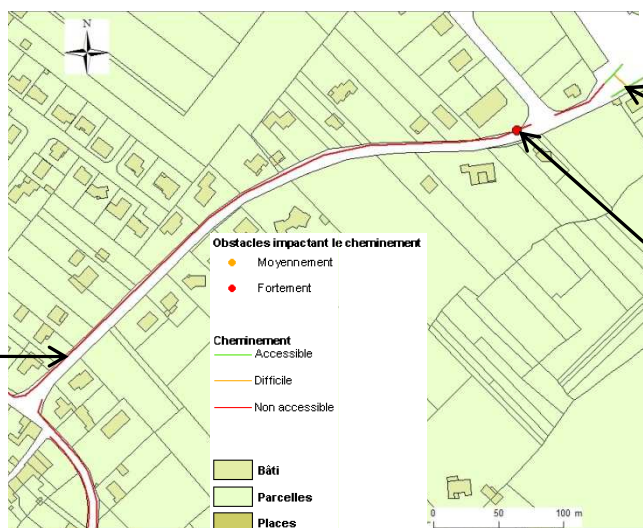 N
Obstacles impactant le cheminement
Moyennement
Fortement
Cheminement
Accessible
Difficile
Non accessible
Bâti
Parcelles
Places
0 50 100 m